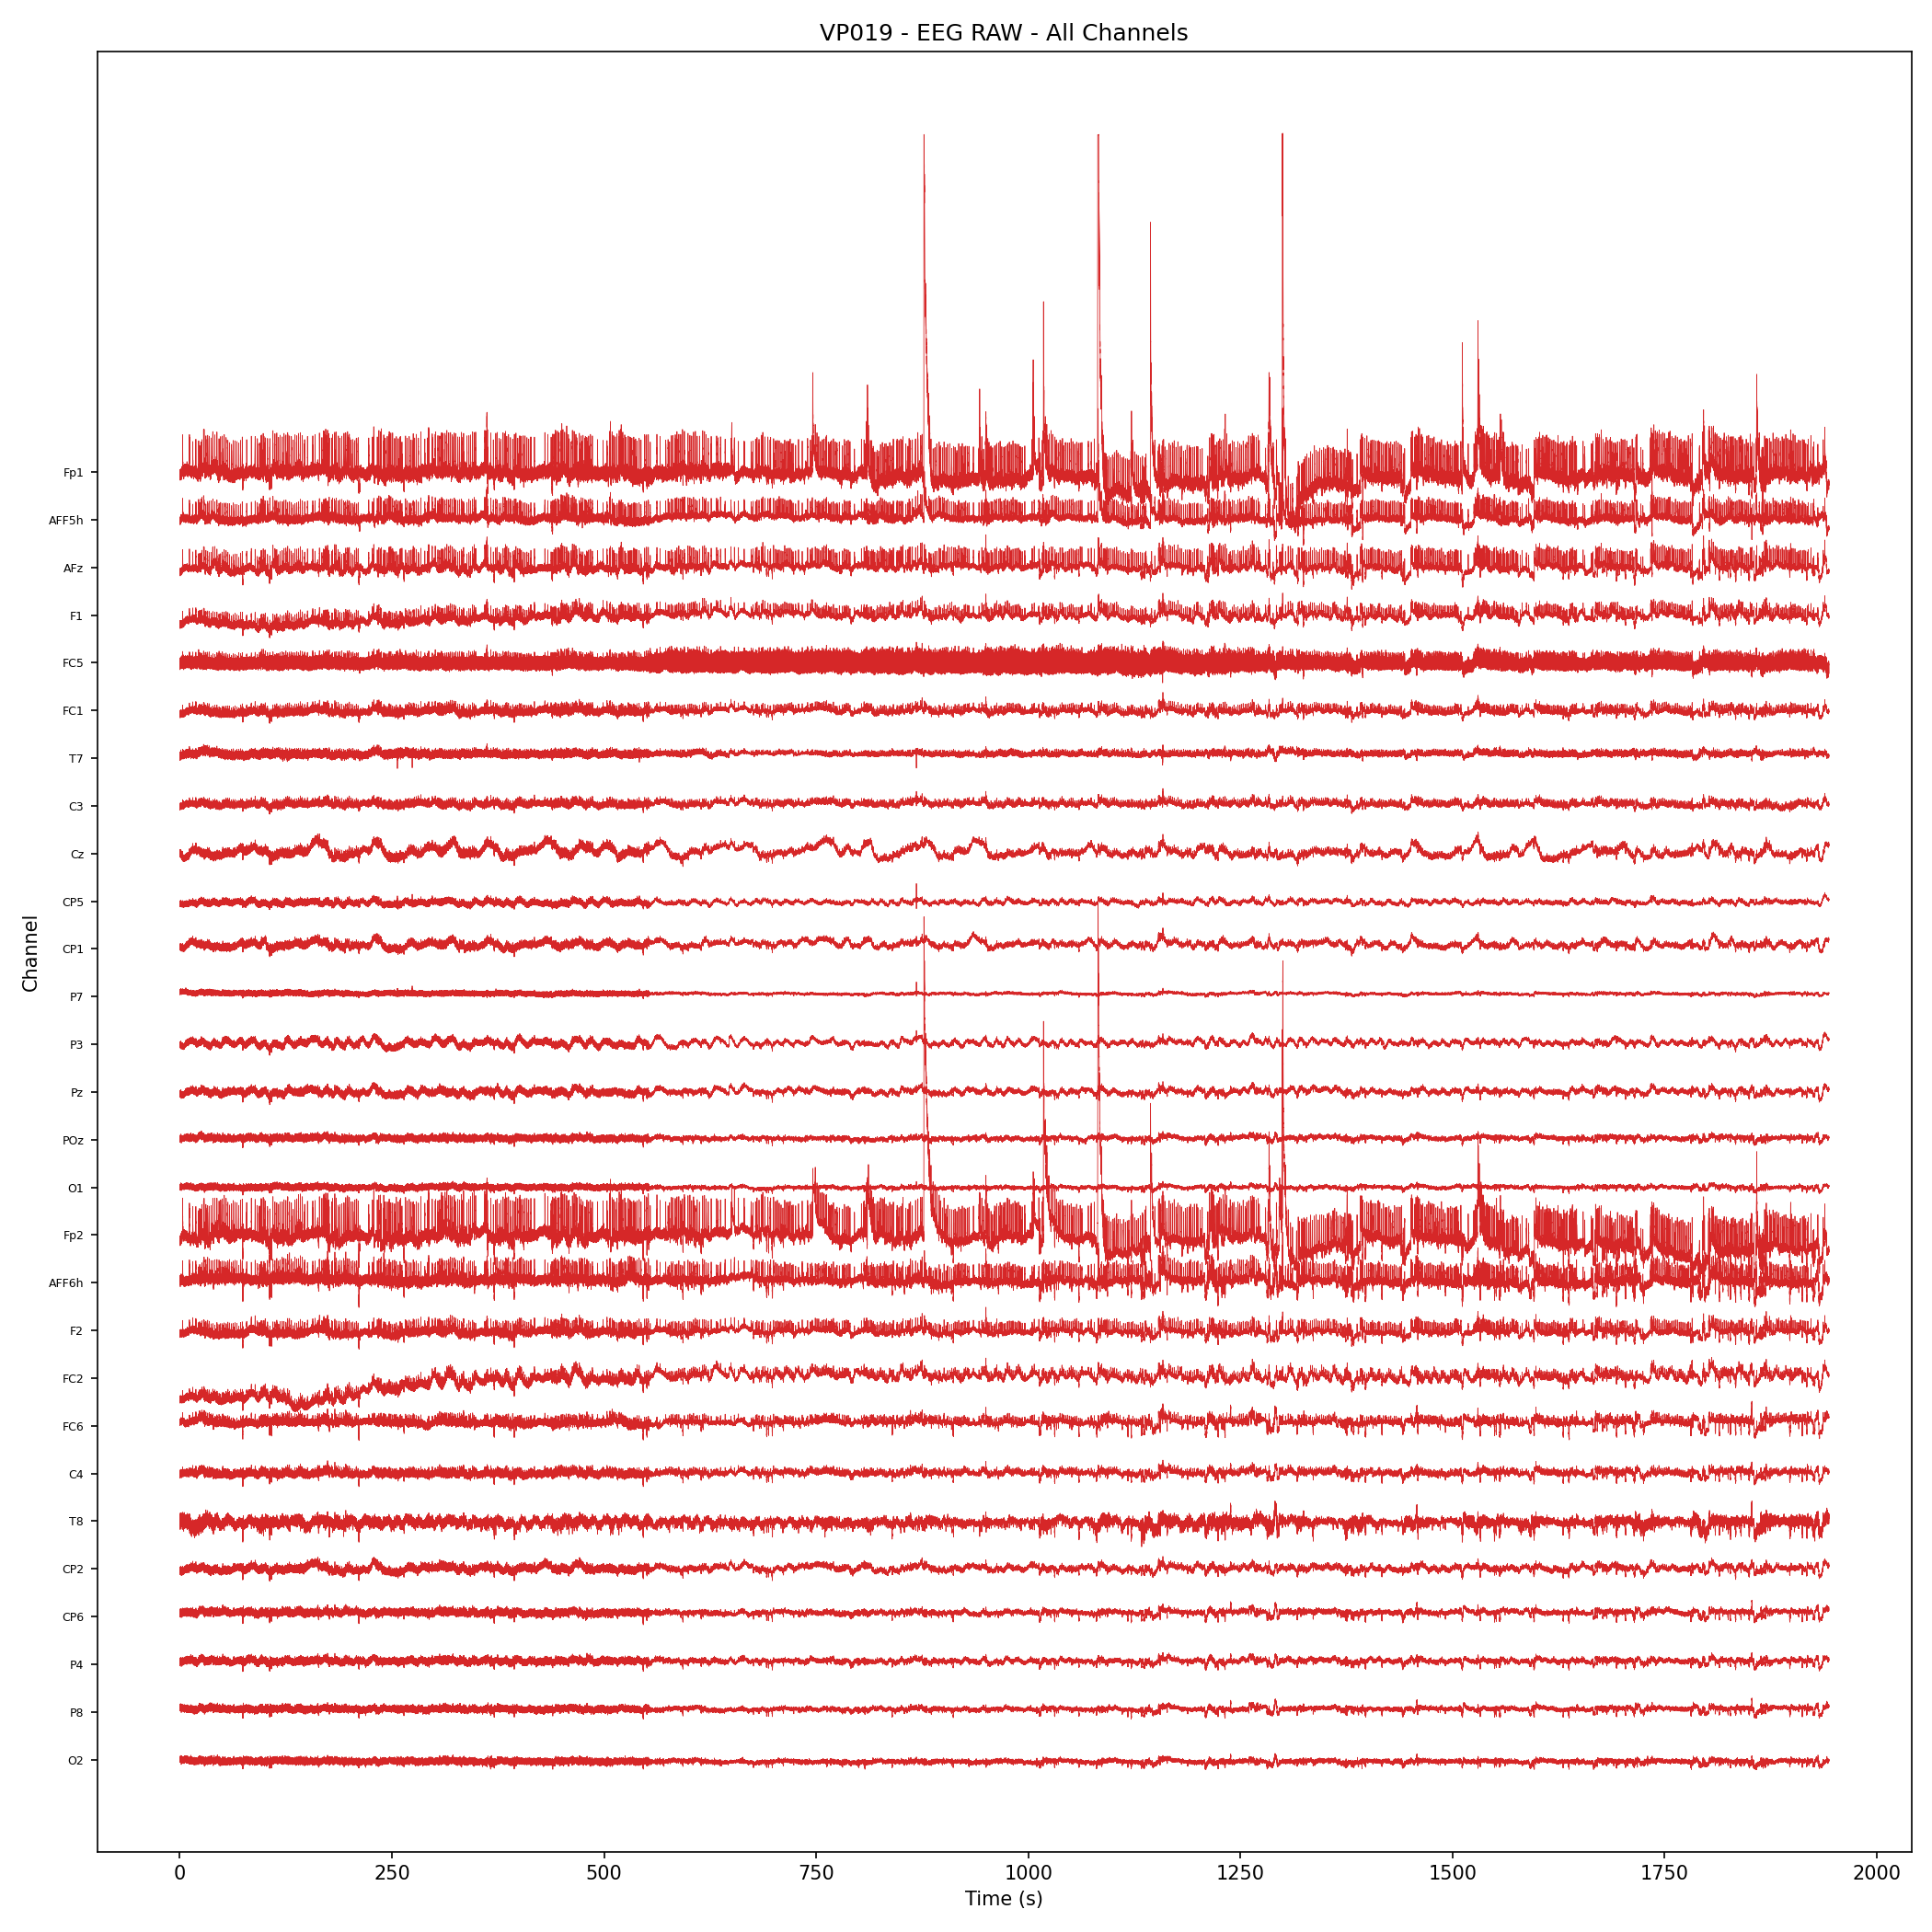 VP019 - EEG RAW - All Channels
Fp1
AFF5h
AFz
F1
FC5
FC1
T7
C3
Cz
CP5
CP1
P7
P3
Pz
POz
O1
Fp2
AFF6h
F2
FC2
FC6
C4
T8
CP2
CP6
P4
P8
O2
Channel
0 250 500 750 1000 1250 1500 1750 2000
Time (s)